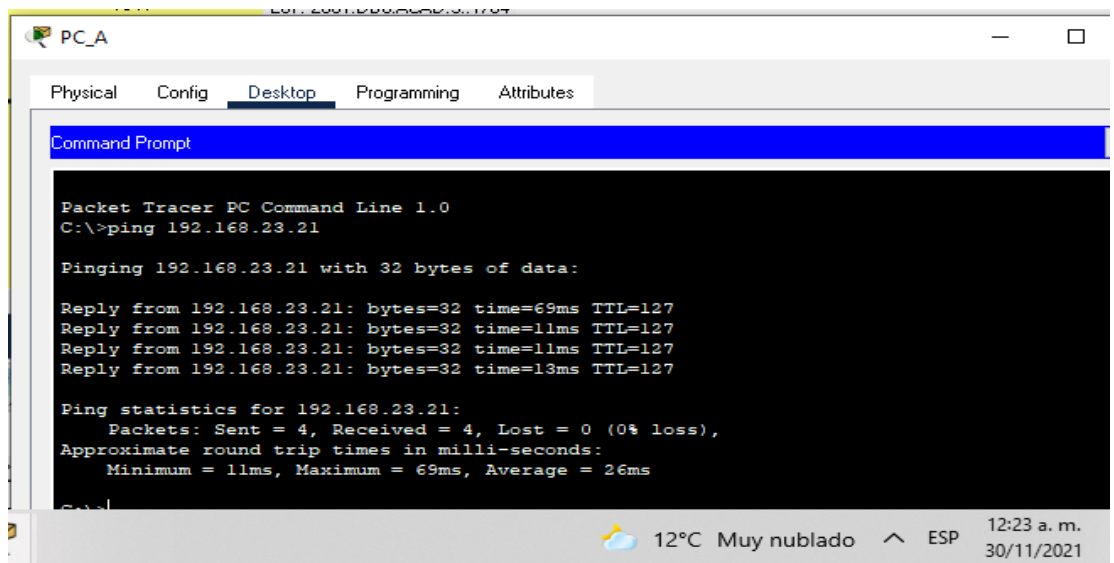 PC_A
Physical Config Desktop Programming Attributes
Command Prompt
Packet Tracer PC Command Line 1.0
C:\>ping 192.168.23.21
Pinging 192.168.23.21 with 32 bytes of data:
Reply from 192.168.23.21: bytes=32 time=69ms TTL=127
Reply from 192.168.23.21: bytes=32 time=11ms TTL=127
Reply from 192.168.23.21: bytes=32 time=11ms TTL=127
Reply from 192.168.23.21: bytes=32 time=13ms TTL=127
Ping statistics for 192.168.23.21:
Packets: Sent = 4, Received = 4, Lost = 0 (0% loss),
Approximate round trip times in milli-seconds:
Minimum = 11ms, Maximum = 69ms, Average = 26ms
C:\>
12°C Muy nublado ESP 12:23 a. m.
30/11/2021